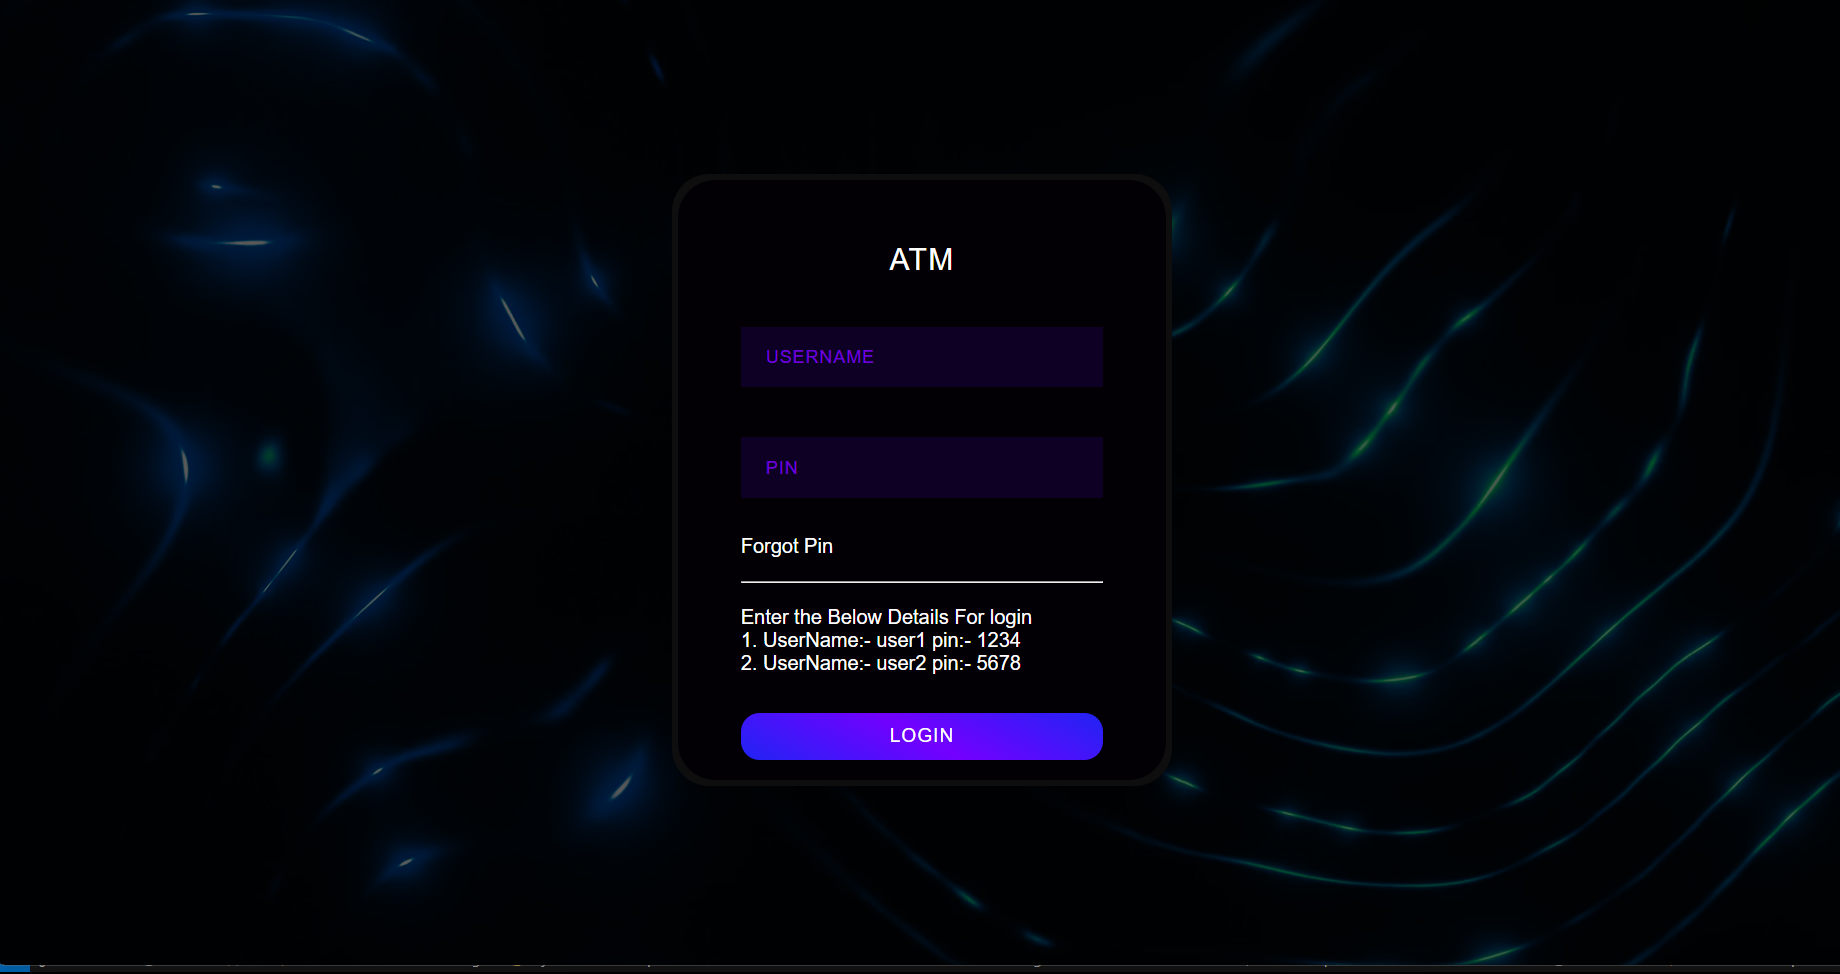 ATM
USERNAME
PIN
Forgot Pin
Enter the Below Details For login
1. UserName:- user1 pin:- 1234
2. UserName:- user2 pin:- 5678
LOGIN